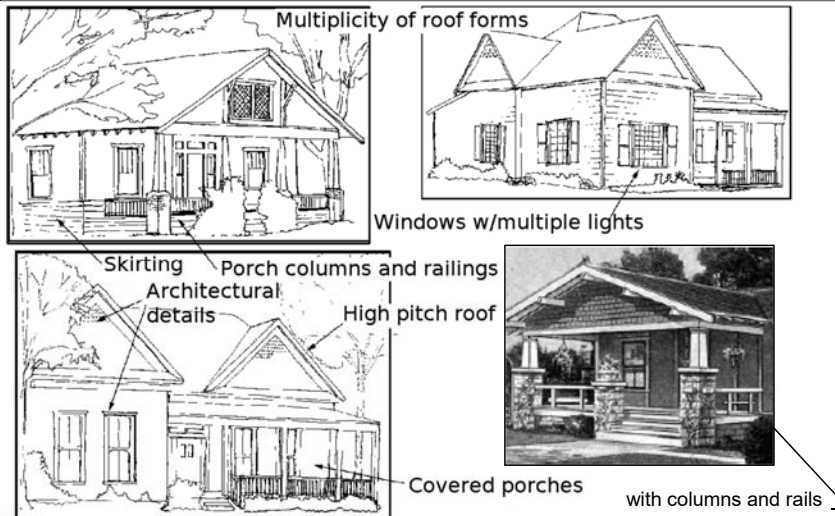 Multiplicity of roof forms
Windows w/multiple lights
Skirting
Porch columns and railings
Architectural
details
High pitch roof
Covered porches
with columns and rails